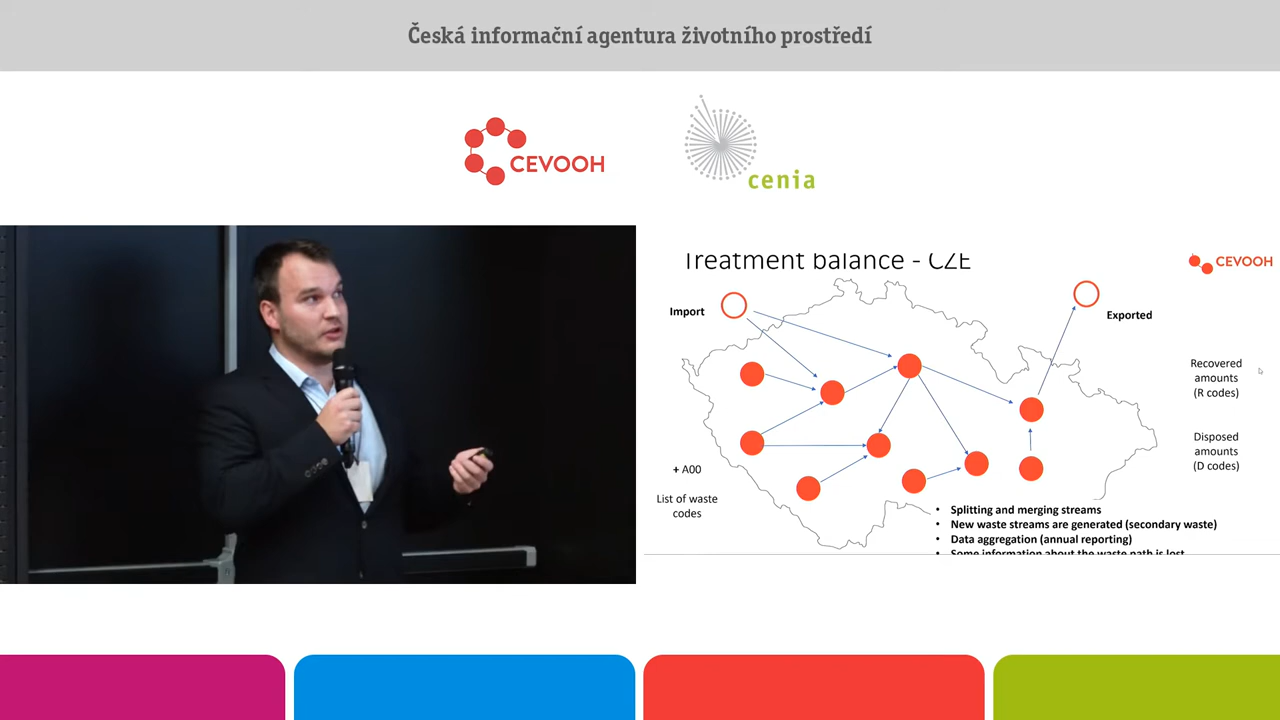 Česká informační agentura životního prostředí
CEVOOH
cenia
Treatment balance - CZE
CEVOOH
Import
Exported
Recovered
amounts
(R codes)
Disposed
amounts
(D codes)
+ A00
List of waste
codes
• Splitting and merging streams
• New waste streams are generated (secondary waste)
• Data aggregation (annual reporting)
• Some information about the waste path is lost